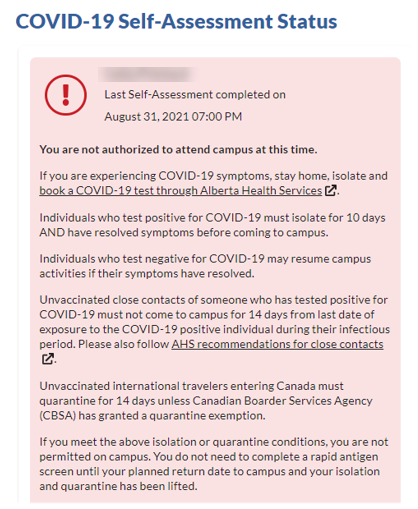 COVID-19 Self-Assessment Status
Last Self-Assessment completed on
August 31, 2021 07:00 PM
You are not authorized to attend campus at this time.
If you are experiencing COVID-19 symptoms, stay home, isolate and
book a COVID-19 test through Alberta Health Services.
Individuals who test positive for COVID-19 must isolate for 10 days
AND have resolved symptoms before coming to campus.
Individuals who test negative for COVID-19 may resume campus
activities if their symptoms have resolved.
Unvaccinated close contacts of someone who has tested positive for
COVID-19 must not come to campus for 14 days from last date of
exposure to the COVID-19 positive individual during their infectious
period. Please also follow AHS recommendations for close contacts
.
Unvaccinated international travelers entering Canada must
quarantine for 14 days unless Canadian Boarder Services Agency
(CBSA) has granted a quarantine exemption.
If you meet the above isolation or quarantine conditions, you are not
permitted on campus. You do not need to complete a rapid antigen
screen until your planned return date to campus and your isolation
and quarantine has been lifted.